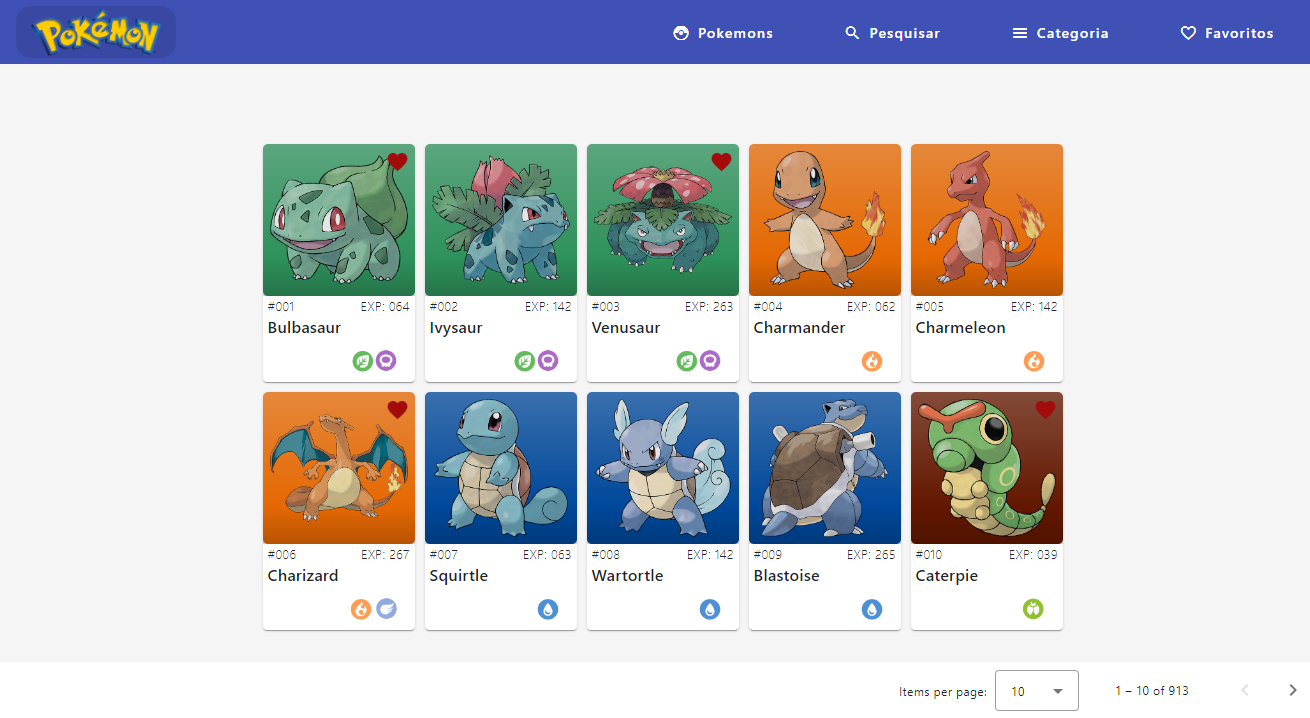 POKéMON
Pokemons Pesquisar Categoria Favoritos
#001 EXP: 064 #002 EXP: 142 #003 EXP: 263 #004 EXP: 062 #005 EXP: 142
Bulbasaur Ivysaur Venusaur Charmander Charmeleon
#006 EXP: 267 #007 EXP: 063 #008 EXP: 142 #009 EXP: 265 #010 EXP: 039
Charizard Squirtle Wartortle Blastoise Caterpie
Items per page: 10 1 – 10 of 913